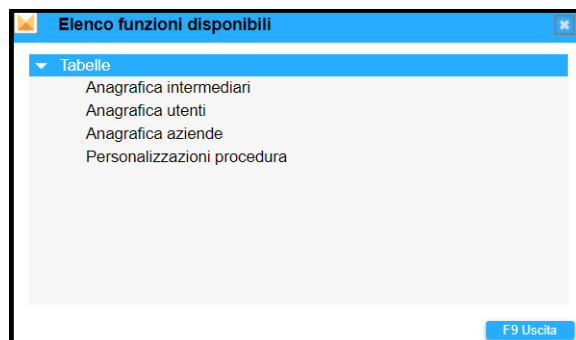 Elenco funzioni disponibili
Tabelle
Anagrafica intermediari
Anagrafica utenti
Anagrafica aziende
Personalizzazioni procedura
F9 Uscita